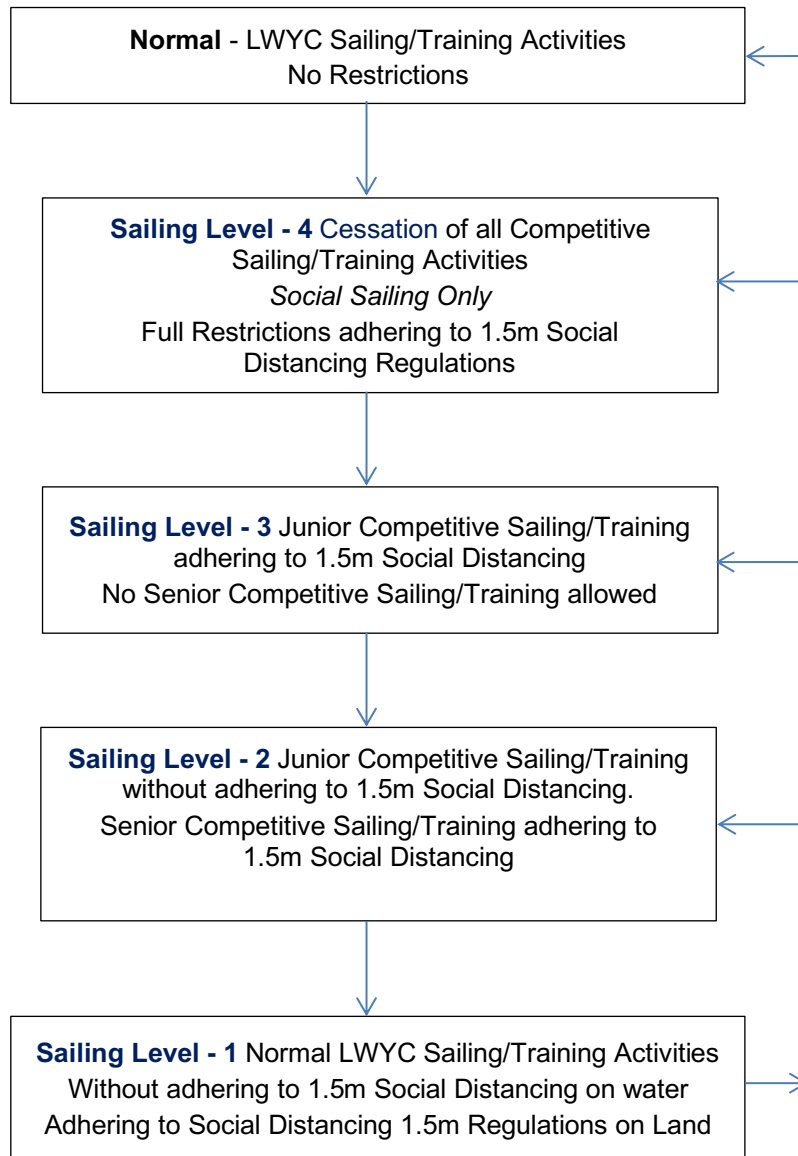 Normal - LWYC Sailing/Training Activities
No Restrictions
Sailing Level - 4 Cessation of all Competitive
Sailing/Training Activities
Social Sailing Only
Full Restrictions adhering to 1.5m Social
Distancing Regulations
Sailing Level - 3 Junior Competitive Sailing/Training
adhering to 1.5m Social Distancing
No Senior Competitive Sailing/Training allowed
Sailing Level - 2 Junior Competitive Sailing/Training
without adhering to 1.5m Social Distancing.
Senior Competitive Sailing/Training adhering to
1.5m Social Distancing
Sailing Level - 1 Normal LWYC Sailing/Training Activities
Without adhering to 1.5m Social Distancing on water
Adhering to Social Distancing 1.5m Regulations on Land